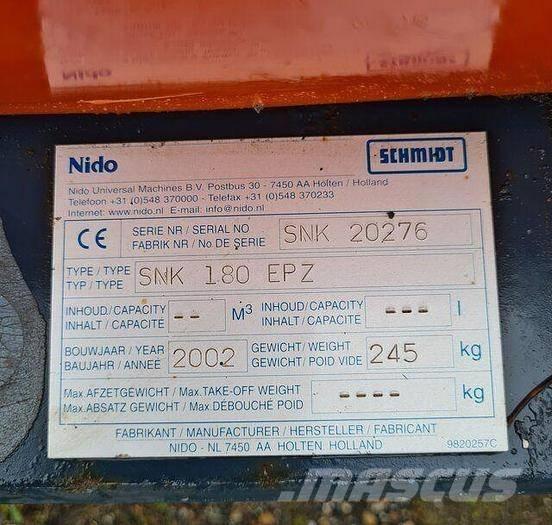 Nido
SCHMIDT
Nido Universal Machines B.V. Postbus 30 - 7450 AA Holten / Holland
Telefoon +31 (0)548 370000 - Telefax +31 (0)548 370233
Internet: www.nido.nl E-mail: info@nido.nl
CE
SERIE NR / SERIAL NO
FABRIK NR / No DE SERIE
SNK 20276
TYPE / TYPE
TYP / TYPE
SNK 180 EPZ
INHOUD / CAPACITY
INHALT / CAPACITY
-- M3
INHOUD / CAPACITY
INHALT / CAPACITY
--- l
BOUWJAAR / YEAR
BAUJAHR / ANNÉE
2002
GEWICHT / WEIGHT
GEWICHT / POID VIDE
245 kg
Max. AFZETGEWICHT / Max. TAKE-OFF WEIGHT
Max. ABSATZ GEWICHT / Max. DÉBOUCHÉ POID
---- kg
FABRIKANT / MANUFACTURER / HERSTELLER / FABRICANT
NIDO - NL 7450 AA HOLTEN HOLLAND
9820257C
MASCUS